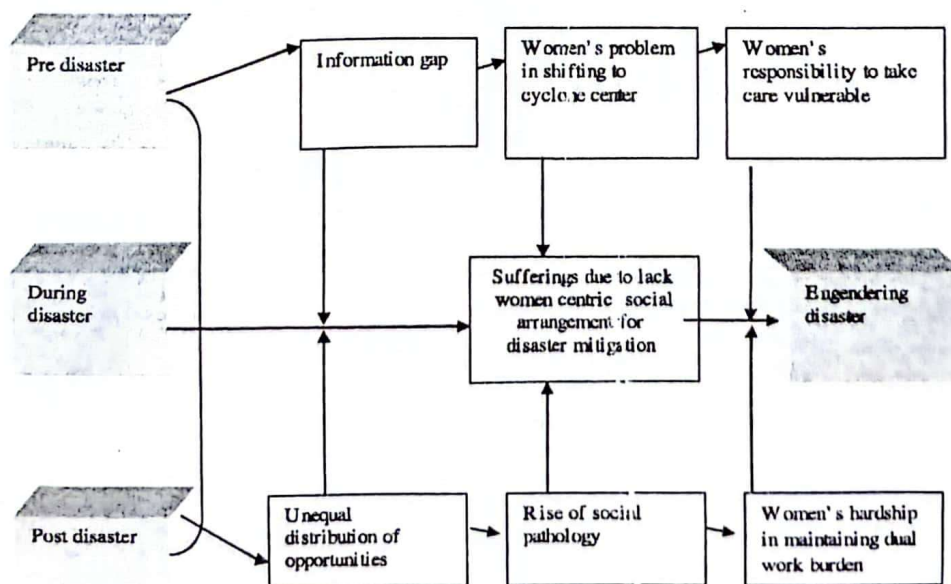 Pre disaster
Information gap
Women's problem
in shifting to
cyclone center
Women's
responsibility to take
care vulnerable
During
disaster
Sufferings due to lack
women centric social
arrangement for
disaster mitigation
Engendering
disaster
Post disaster
Unequal
distribution of
opportunities
Rise of social
pathology
Women's hardship
in maintaining dual
work burden